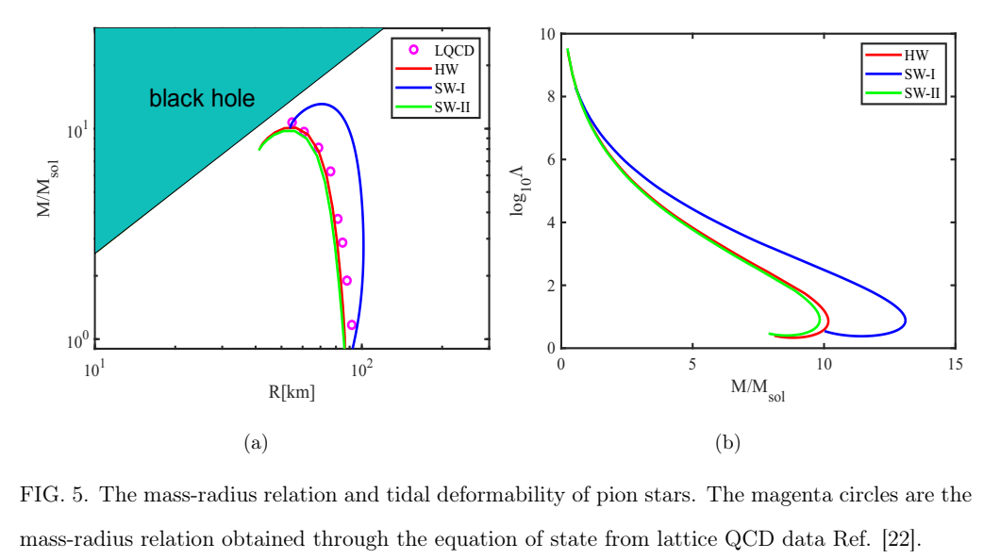 black hole
LQCD
HW
SW-I
SW-II
M/M_sol
10^1
10^0
10^1
10^2
R[km]
(a)
HW
SW-I
SW-II
log_10Λ
10
8
6
4
2
0
0
5
10
15
M/M_sol
(b)
FIG. 5. The mass-radius relation and tidal deformability of pion stars. The magenta circles are the
mass-radius relation obtained through the equation of state from lattice QCD data Ref. [22].